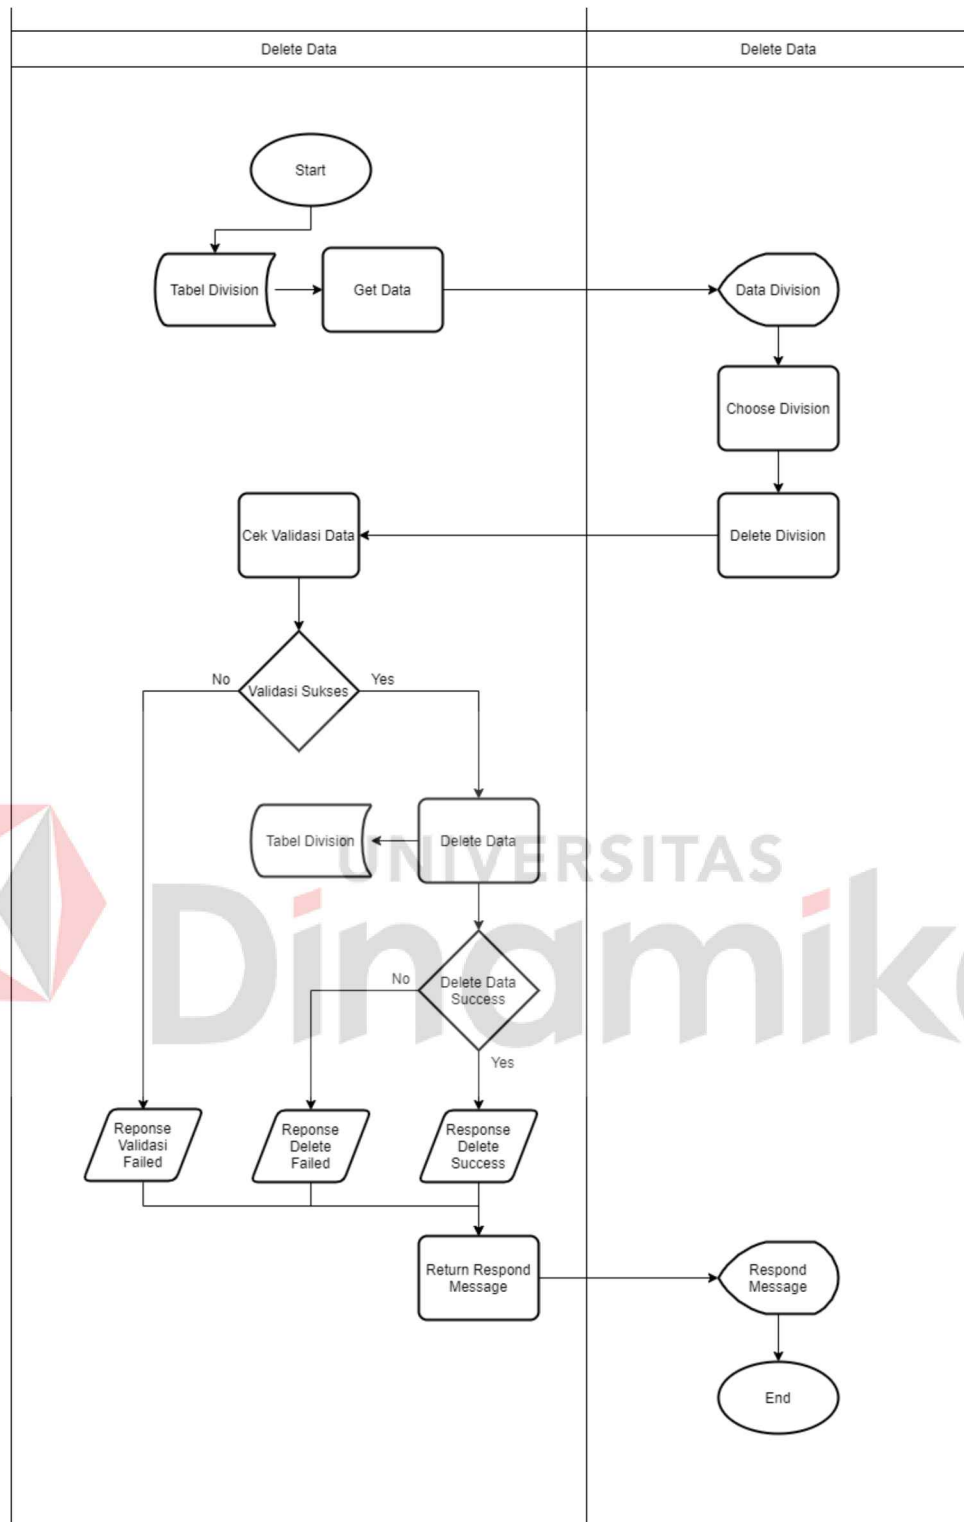 Delete Data
Delete Data
Start
Tabel Division
Get Data
Data Division
Choose Division
Cek Validasi Data
Delete Division
No
Validasi Sukses
Yes
Tabel Division
Delete Data
UNIVERSITAS
Dinamika
No
Delete Data
Success
Yes
Reponse
Validasi
Failed
Reponse
Delete
Failed
Response
Delete
Success
Return Respond
Message
Respond
Message
End